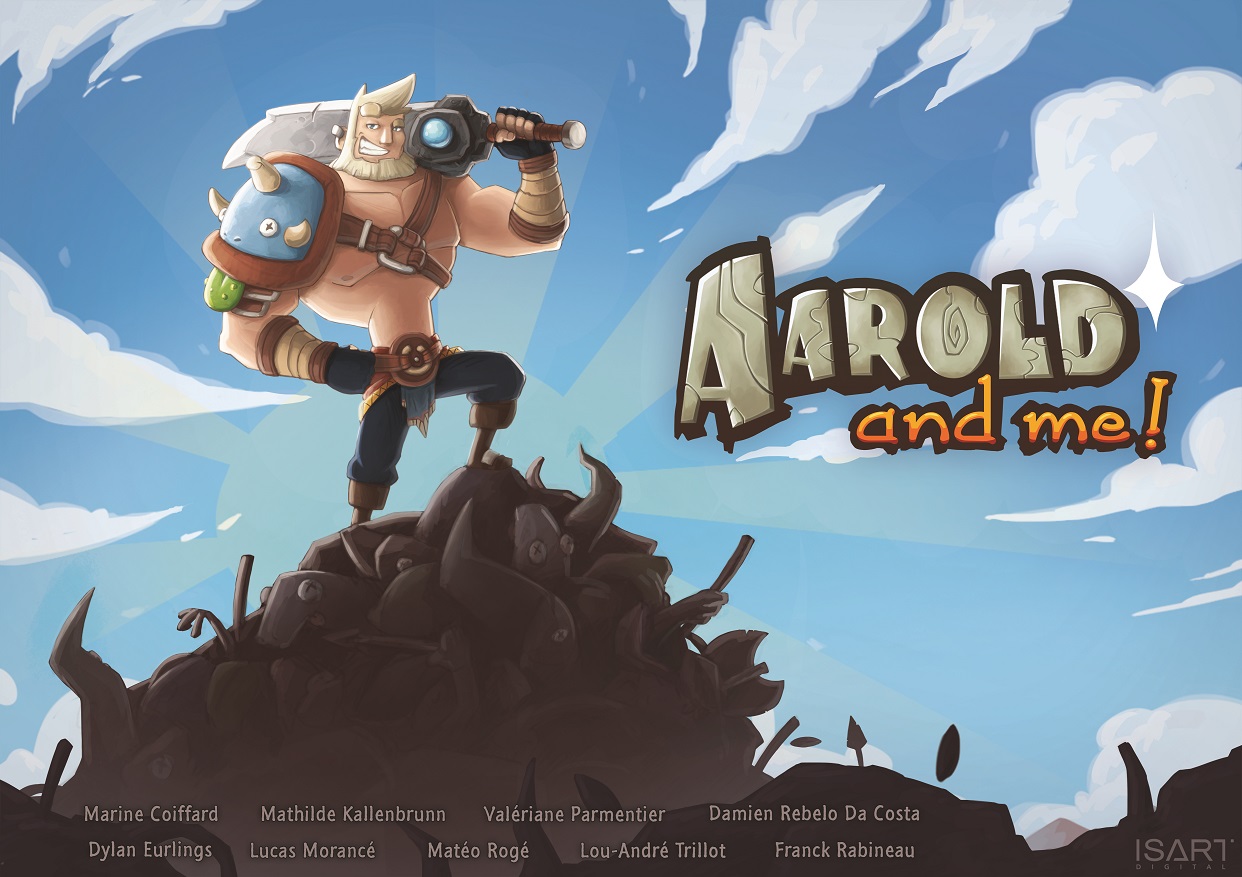 AAROLD
and me!
Marine Coiffard Mathilde Kallenbrunn Valériane Parmentier Damien Rebelo Da Costa
Dylan Eurlings Lucas Morancé Matéo Rogé Lou-André Trillot Franck Rabineau
ISART
DIGITAL